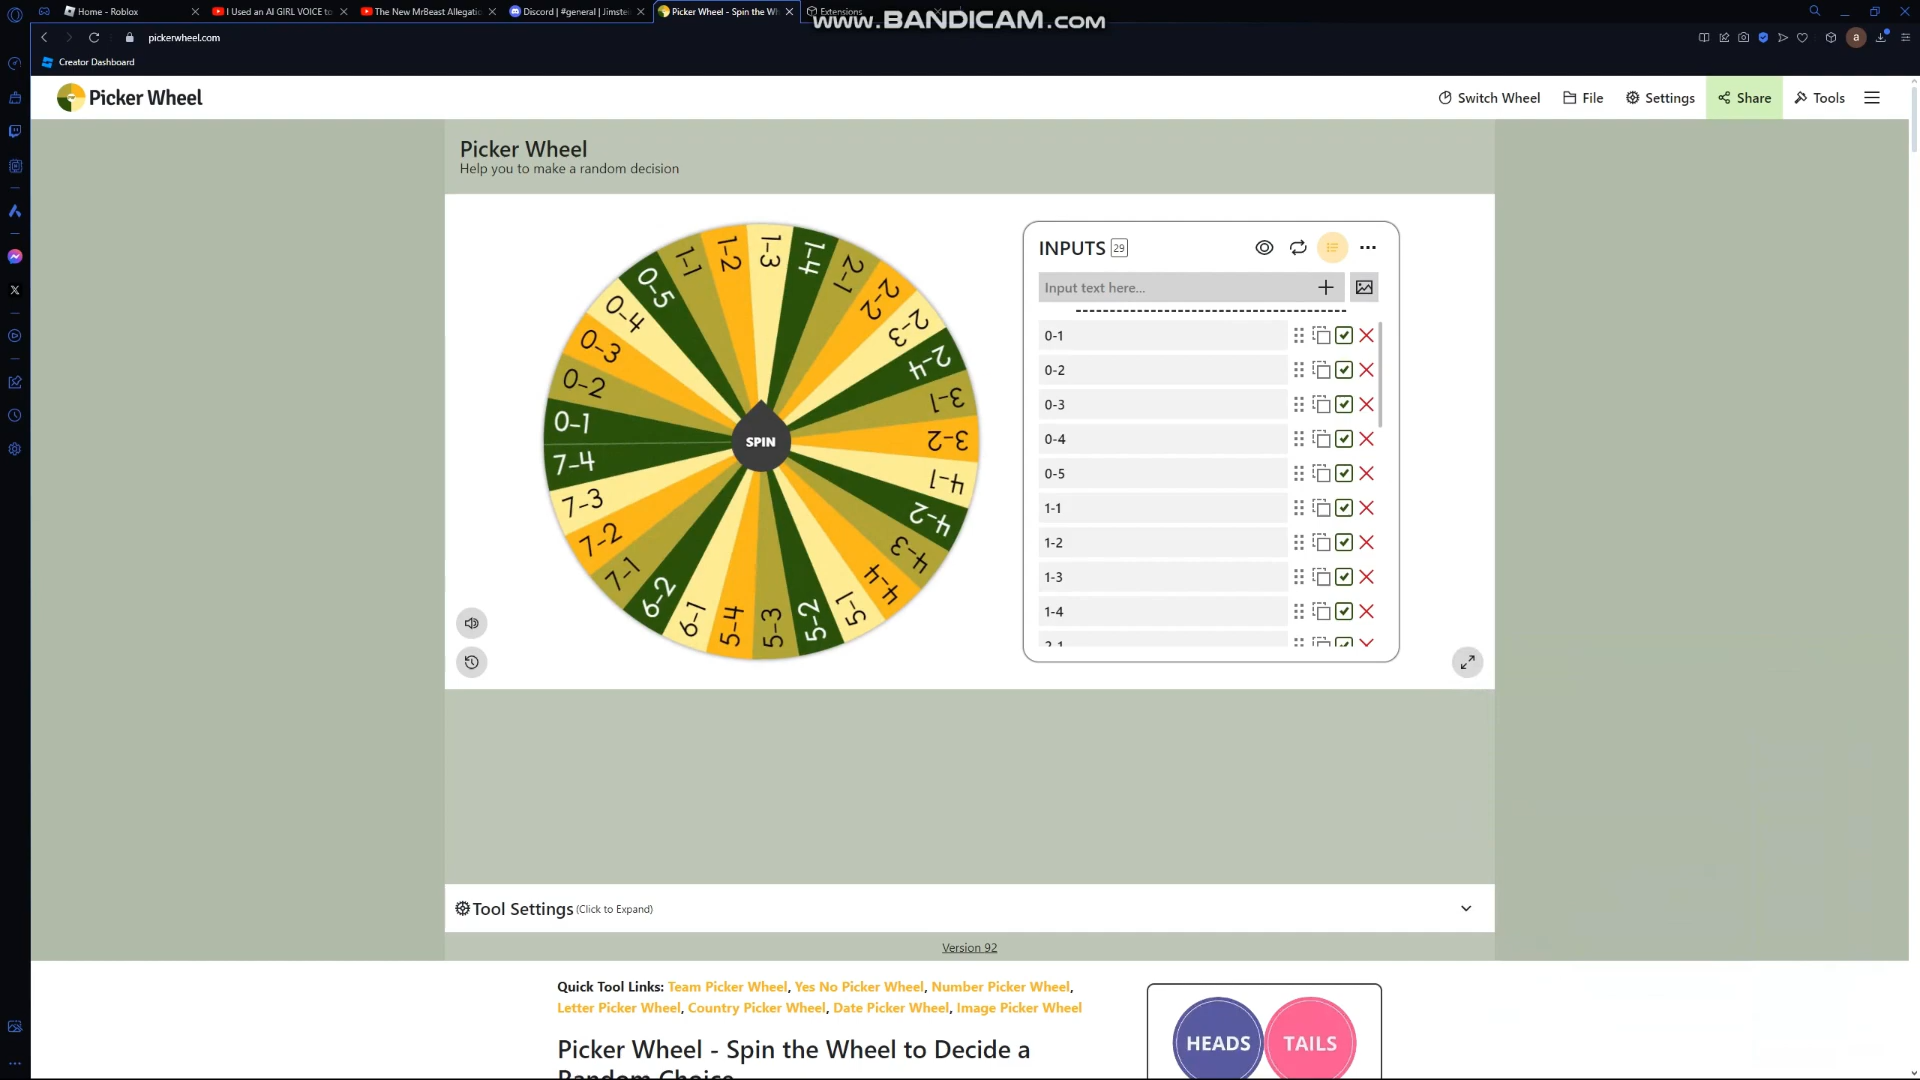 Home - Roblox
I Used an AI GIRL VOICE to
The New MrBeast Allegatic
Discord | #general | Jimste
Picker Wheel - Spin the Wh
Extensions
www.BANDICAM.com
pickerwheel.com
a
Creator Dashboard
Picker Wheel
Switch Wheel
File
Settings
Share
Tools
Picker Wheel
Help you to make a random decision
0-1
0-2
0-3
0-4
0-5
1-1
1-2
1-3
1-4
2-1
2-2
2-3
2-4
3-1
3-2
4-1
4-2
4-3
4-4
5-1
5-2
5-3
5-4
6-1
6-2
7-1
7-2
7-3
7-4
SPIN
INPUTS 29
Input text here...
0-1
0-2
0-3
0-4
0-5
1-1
1-2
1-3
1-4
2-1
Tool Settings (Click to Expand)
Version 92
Quick Tool Links: Team Picker Wheel, Yes No Picker Wheel, Number Picker Wheel,
Letter Picker Wheel, Country Picker Wheel, Date Picker Wheel, Image Picker Wheel
HEADS
TAILS
Picker Wheel - Spin the Wheel to Decide a
Random Choice